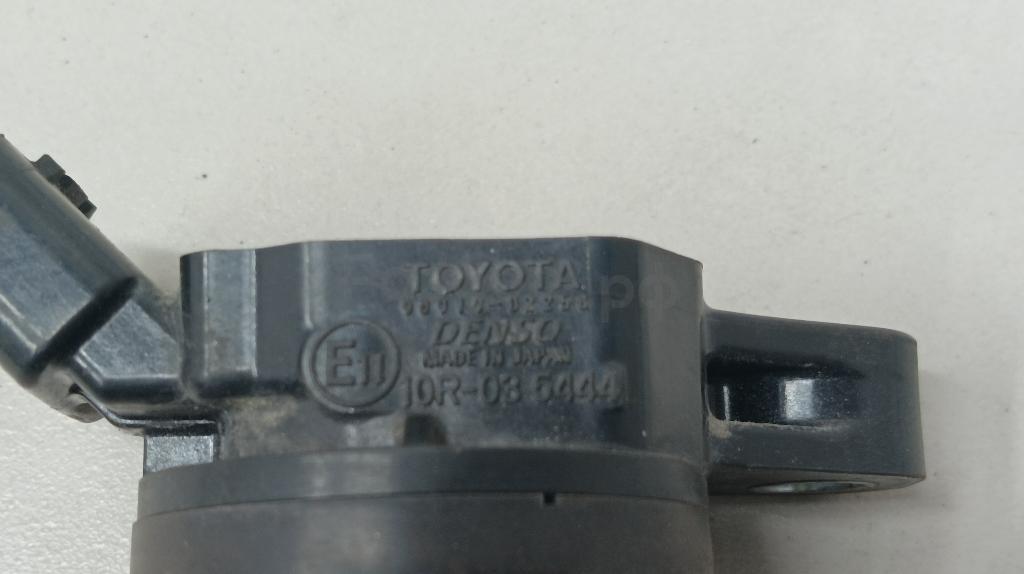 TOYOTA
DENSO
MADE IN JAPAN
E11
10R-03 5444